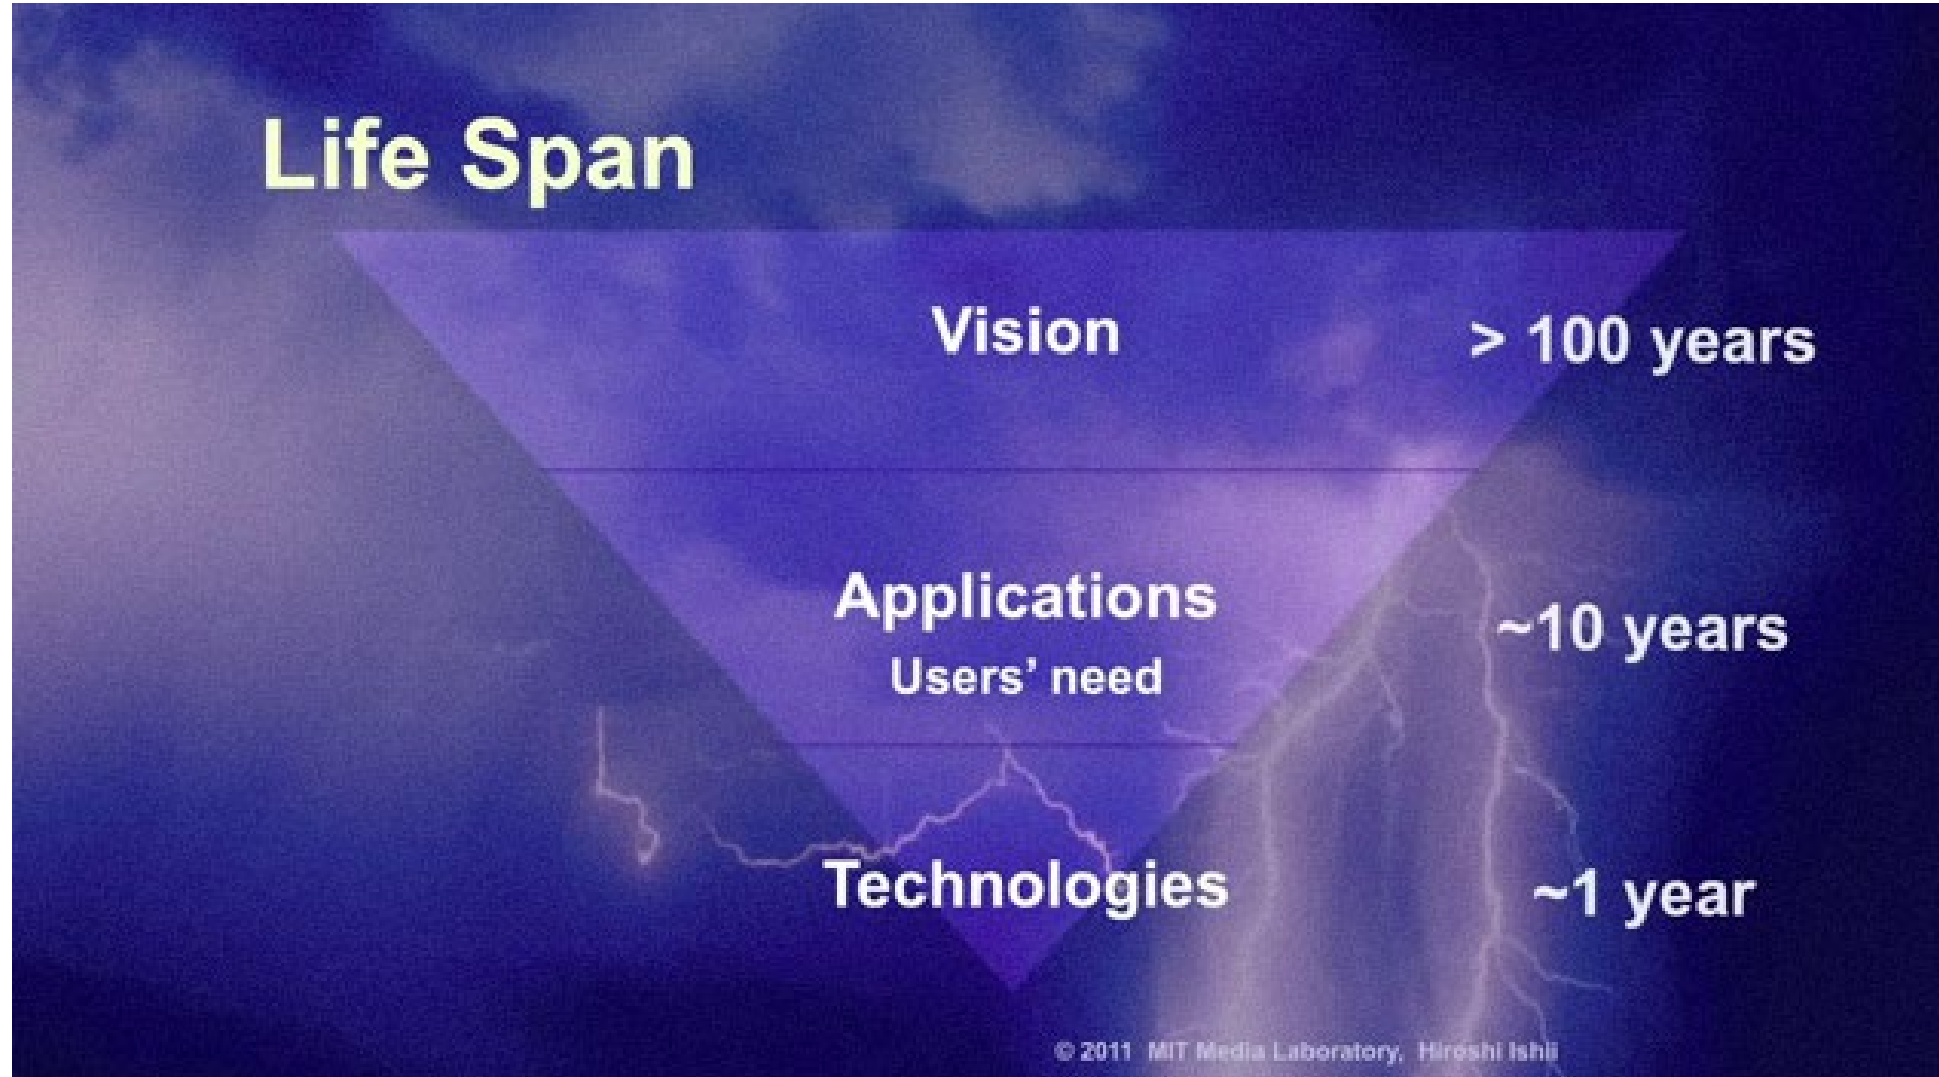 Life Span
Vision
> 100 years
Applications
~10 years
Users’ need
Technologies
~1 year
© 2011 MIT Media Laboratory, Hiroshi Ishii